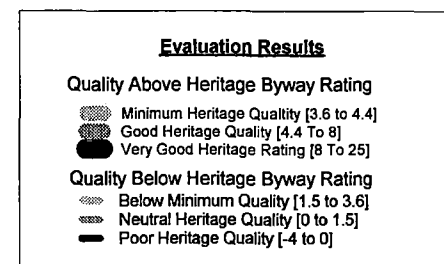 Evaluation Results
Quality Above Heritage Byway Rating
Minimum Heritage Qualtity [3.6 to 4.4]
Good Heritage Quality [4.4 To 8]
Very Good Heritage Rating [8 To 25]
Quality Below Heritage Byway Rating
Below Minimum Quality [1.5 to 3.6]
Neutral Heritage Quality [0 to 1.5]
Poor Heritage Quality [-4 to 0]